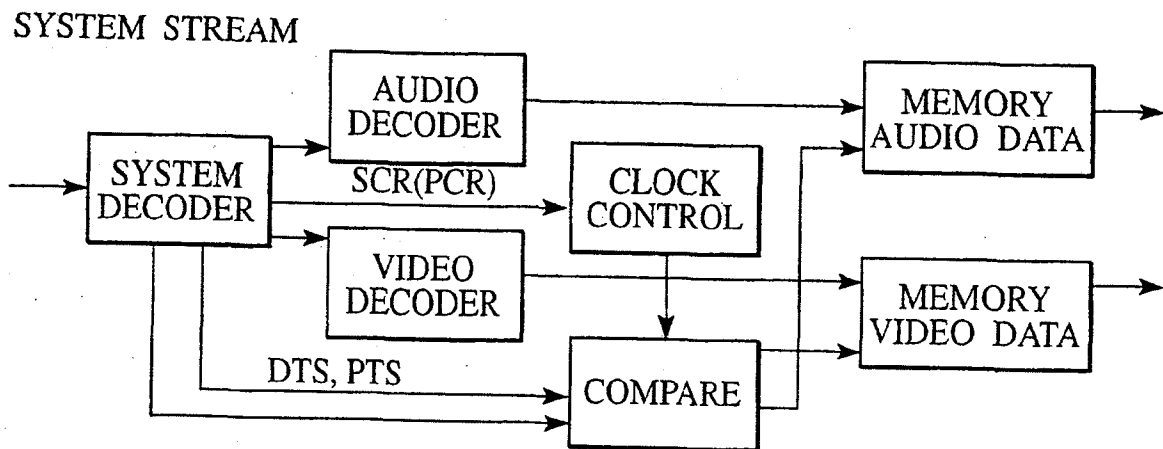 SYSTEM STREAM
AUDIO
DECODER
MEMORY
AUDIO DATA
SYSTEM
DECODER
SCR(PCR)
CLOCK
CONTROL
VIDEO
DECODER
MEMORY
VIDEO DATA
DTS, PTS
COMPARE